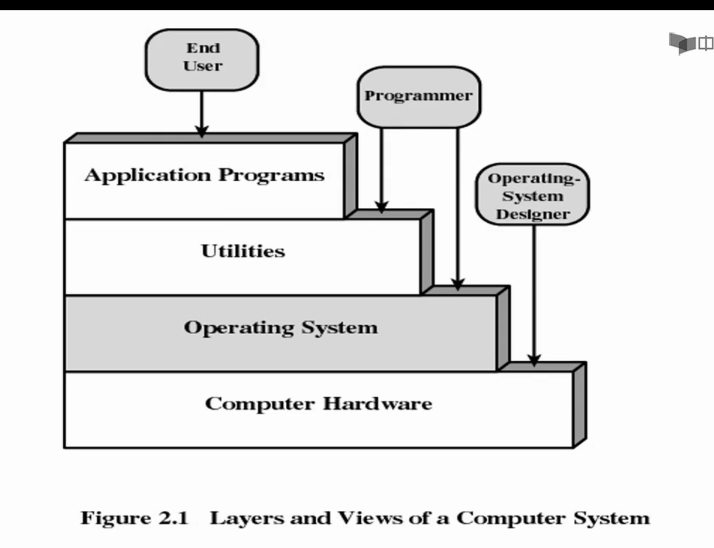 End
User
Programmer
Application Programs
Operating-
System
Designer
Utilities
Operating System
Computer Hardware
Figure 2.1 Layers and Views of a Computer System